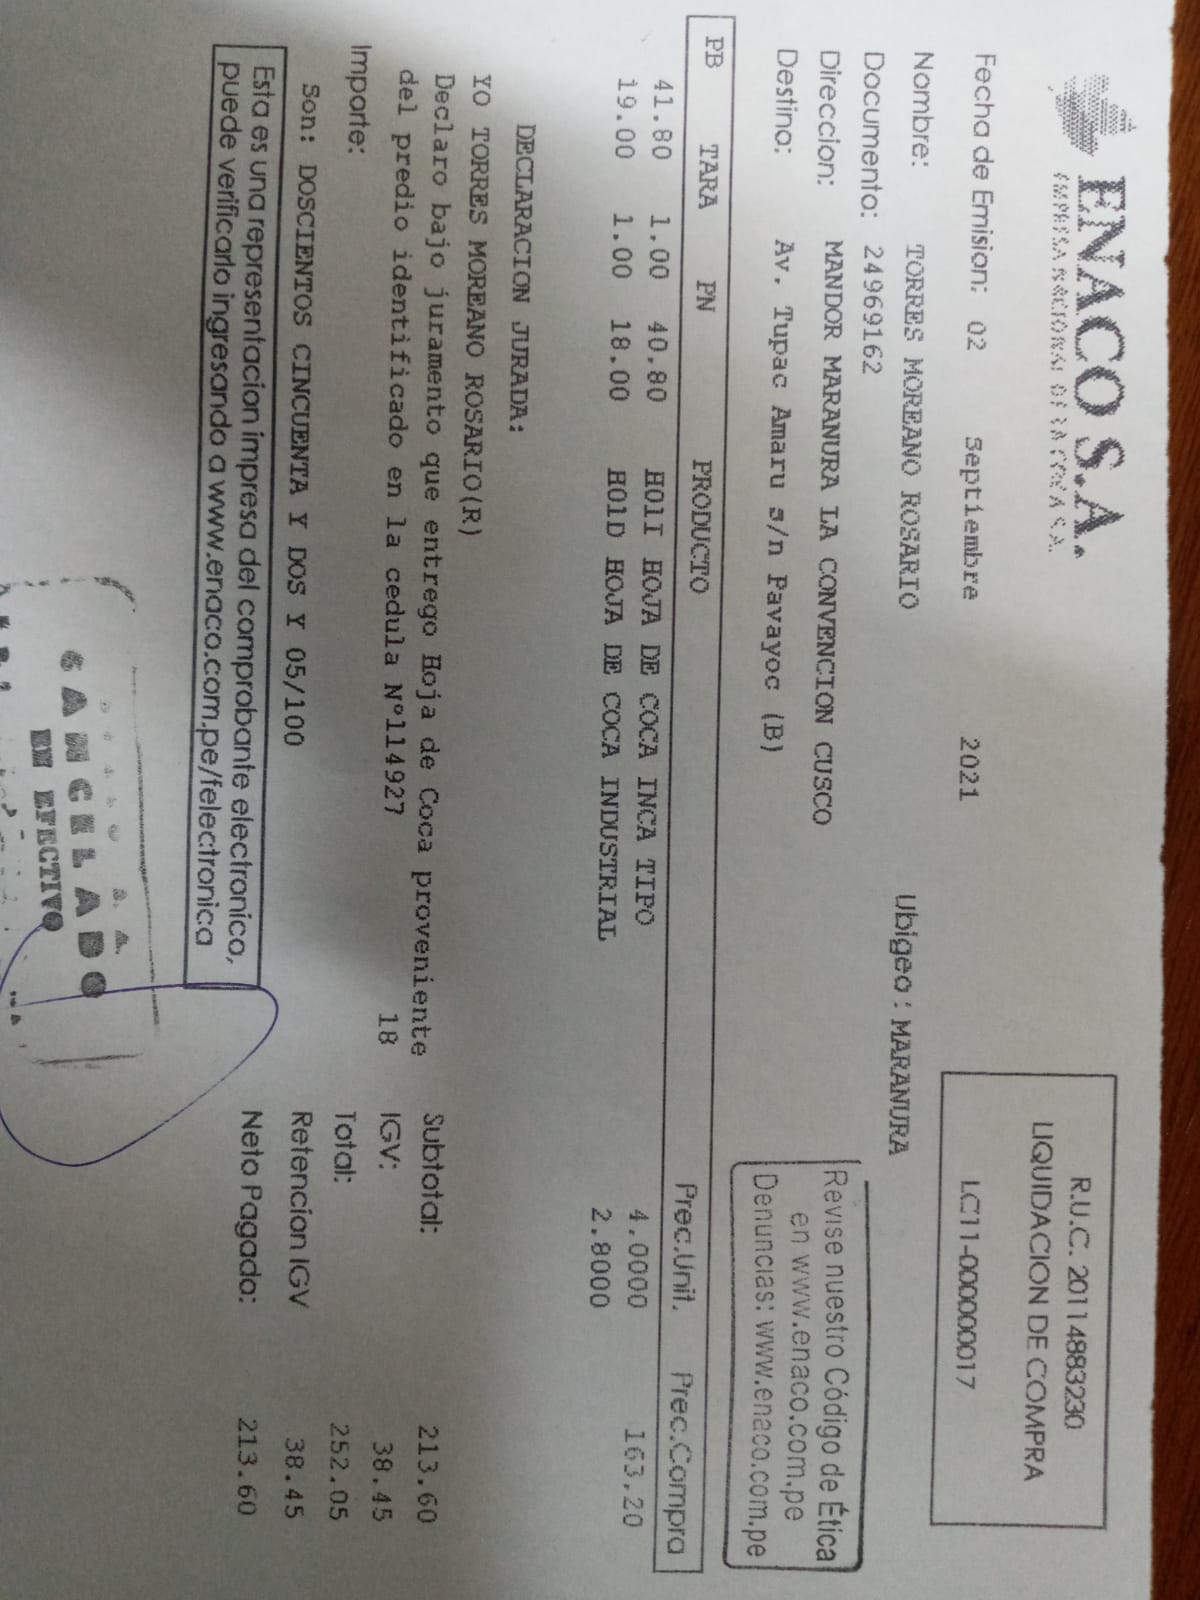 ENACO S.A.
EMPRESA NACIONAL DE LA COCA S.A.
R.U.C. 20114883230
LIQUIDACION DE COMPRA
LC11-000000017
Fecha de Emision: 02 Septiembre 2021
Nombre: TORRES MOREANO ROSARIO
Ubigeo : MARANURA
Documento: 24969162
Direccion: MANDOR MARANURA LA CONVENCION CUSCO
Destino: Av. Tupac Amaru s/n Pavayoc (B)
Revise nuestro Código de Ética
en www.enaco.com.pe
Denuncias: www.enaco.com.pe
PB TARA PN PRODUCTO Prec.Unit. Prec.Compra
41.80 1.00 40.80 H01I HOJA DE COCA INCA TIPO 4.0000 163.20
19.00 1.00 18.00 H01D HOJA DE COCA INDUSTRIAL 2.8000
DECLARACION JURADA:
YO TORRES MOREANO ROSARIO(R)
Declaro bajo juramento que entrego Hoja de Coca proveniente
del predio identificado en la cedula N°114927
Subtotal: 213.60
18 IGV: 38.45
Importe:
Total: 252.05
Son: DOSCIENTOS CINCUENTA Y DOS Y 05/100
Retencion IGV 38.45
Neto Pagado: 213.60
Esta es una representacion impresa del comprobante electronico,
puede verificarlo ingresando a www.enaco.com.pe/felectronica
S. A.
CANCELADO
EN EFECTIVO